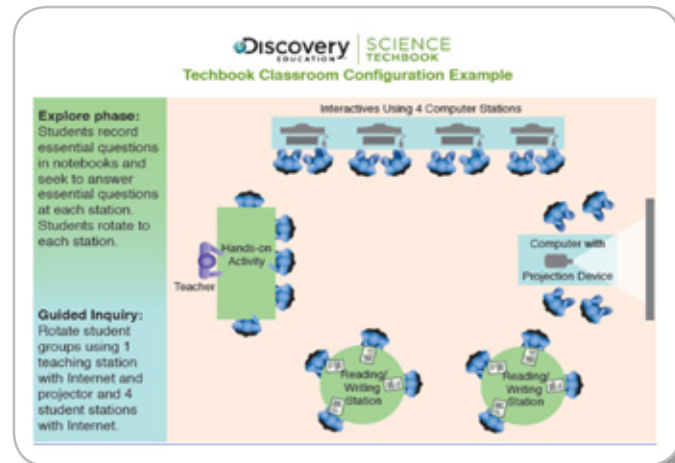 Discovery EDUCATION
SCIENCE TECHBOOK
Techbook Classroom Configuration Example
Explore phase:
Students record
essential questions
in notebooks and
seek to answer
essential questions
at each station.
Students rotate to
each station.
Guided Inquiry:
Rotate student
groups using 1
teaching station
with Internet and
projector and 4
student stations
with Internet.
Interactives Using 4 Computer Stations
Hands-on
Activity
Teacher
Computer with
Projection Device
Reading/
Writing
Station
Reading/
Writing
Station